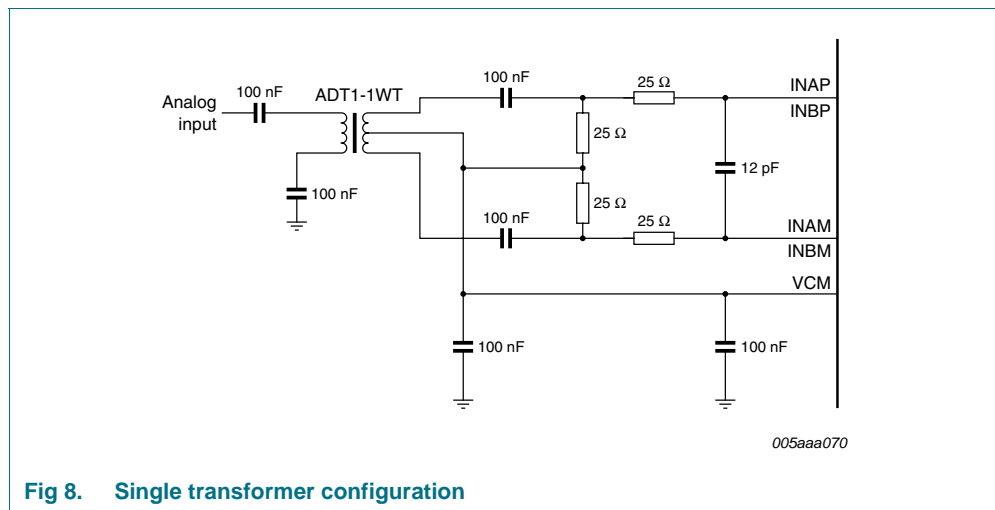 100 nF
ADT1-1WT
100 nF
25 Ω
INAP
Analog
input
INBP
25 Ω
12 pF
100 nF
25 Ω
100 nF
25 Ω
INAM
INBM
VCM
100 nF
100 nF
005aaa070
Fig 8. Single transformer configuration